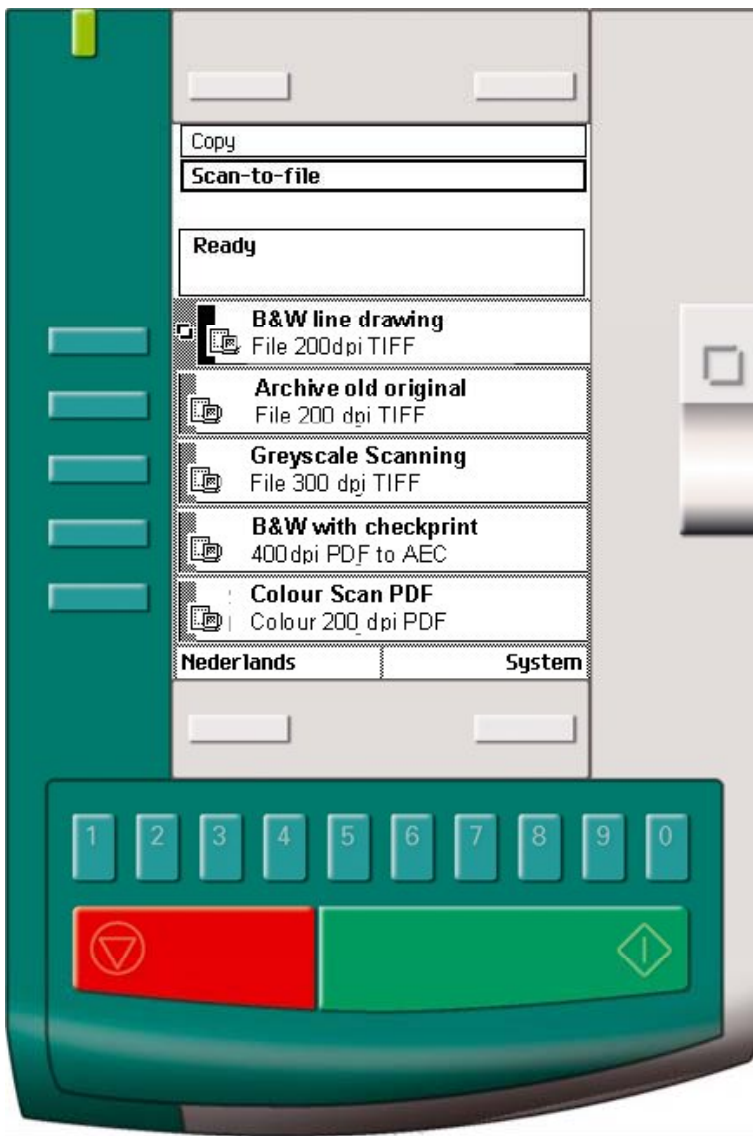 Copy
Scan-to-file
Ready
B&W line drawing
File 200dpi TIFF
Archive old original
File 200 dpi TIFF
Greyscale Scanning
File 300 dpi TIFF
B&W with checkprint
400dpi PDF to AEC
Colour Scan PDF
Colour 200 dpi PDF
Nederlands System
1 2 3 4 5 6 7 8 9 0